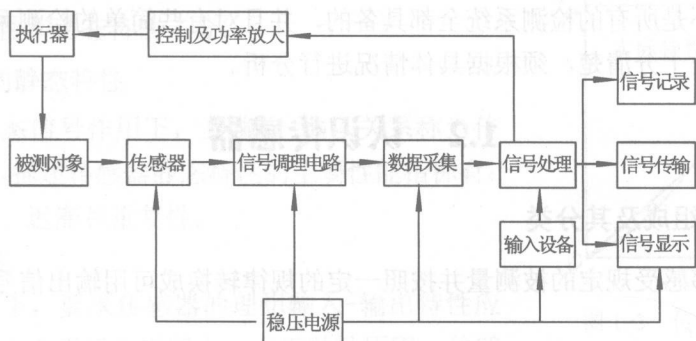 执行器
控制及功率放大
信号记录
被测对象
传感器
信号调理电路
数据采集
信号处理
信号传输
输入设备
信号显示
稳压电源